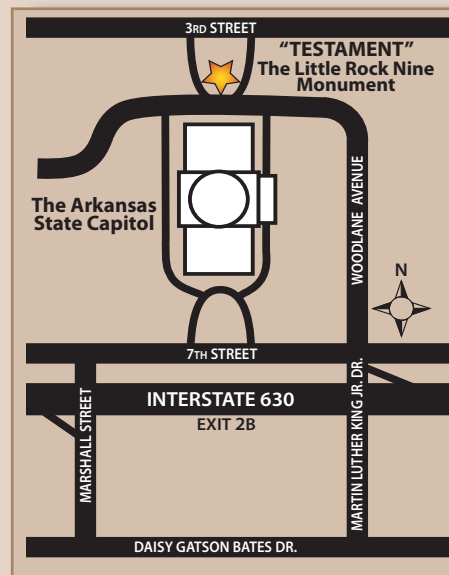 3RD STREET
“TESTAMENT”
The Little Rock Nine
Monument
The Arkansas
State Capitol
WOODLANE AVENUE
N
7TH STREET
INTERSTATE 630
EXIT 2B
MARSHALL STREET
MARTIN LUTHER KING JR. DR.
DAISY GATSON BATES DR.